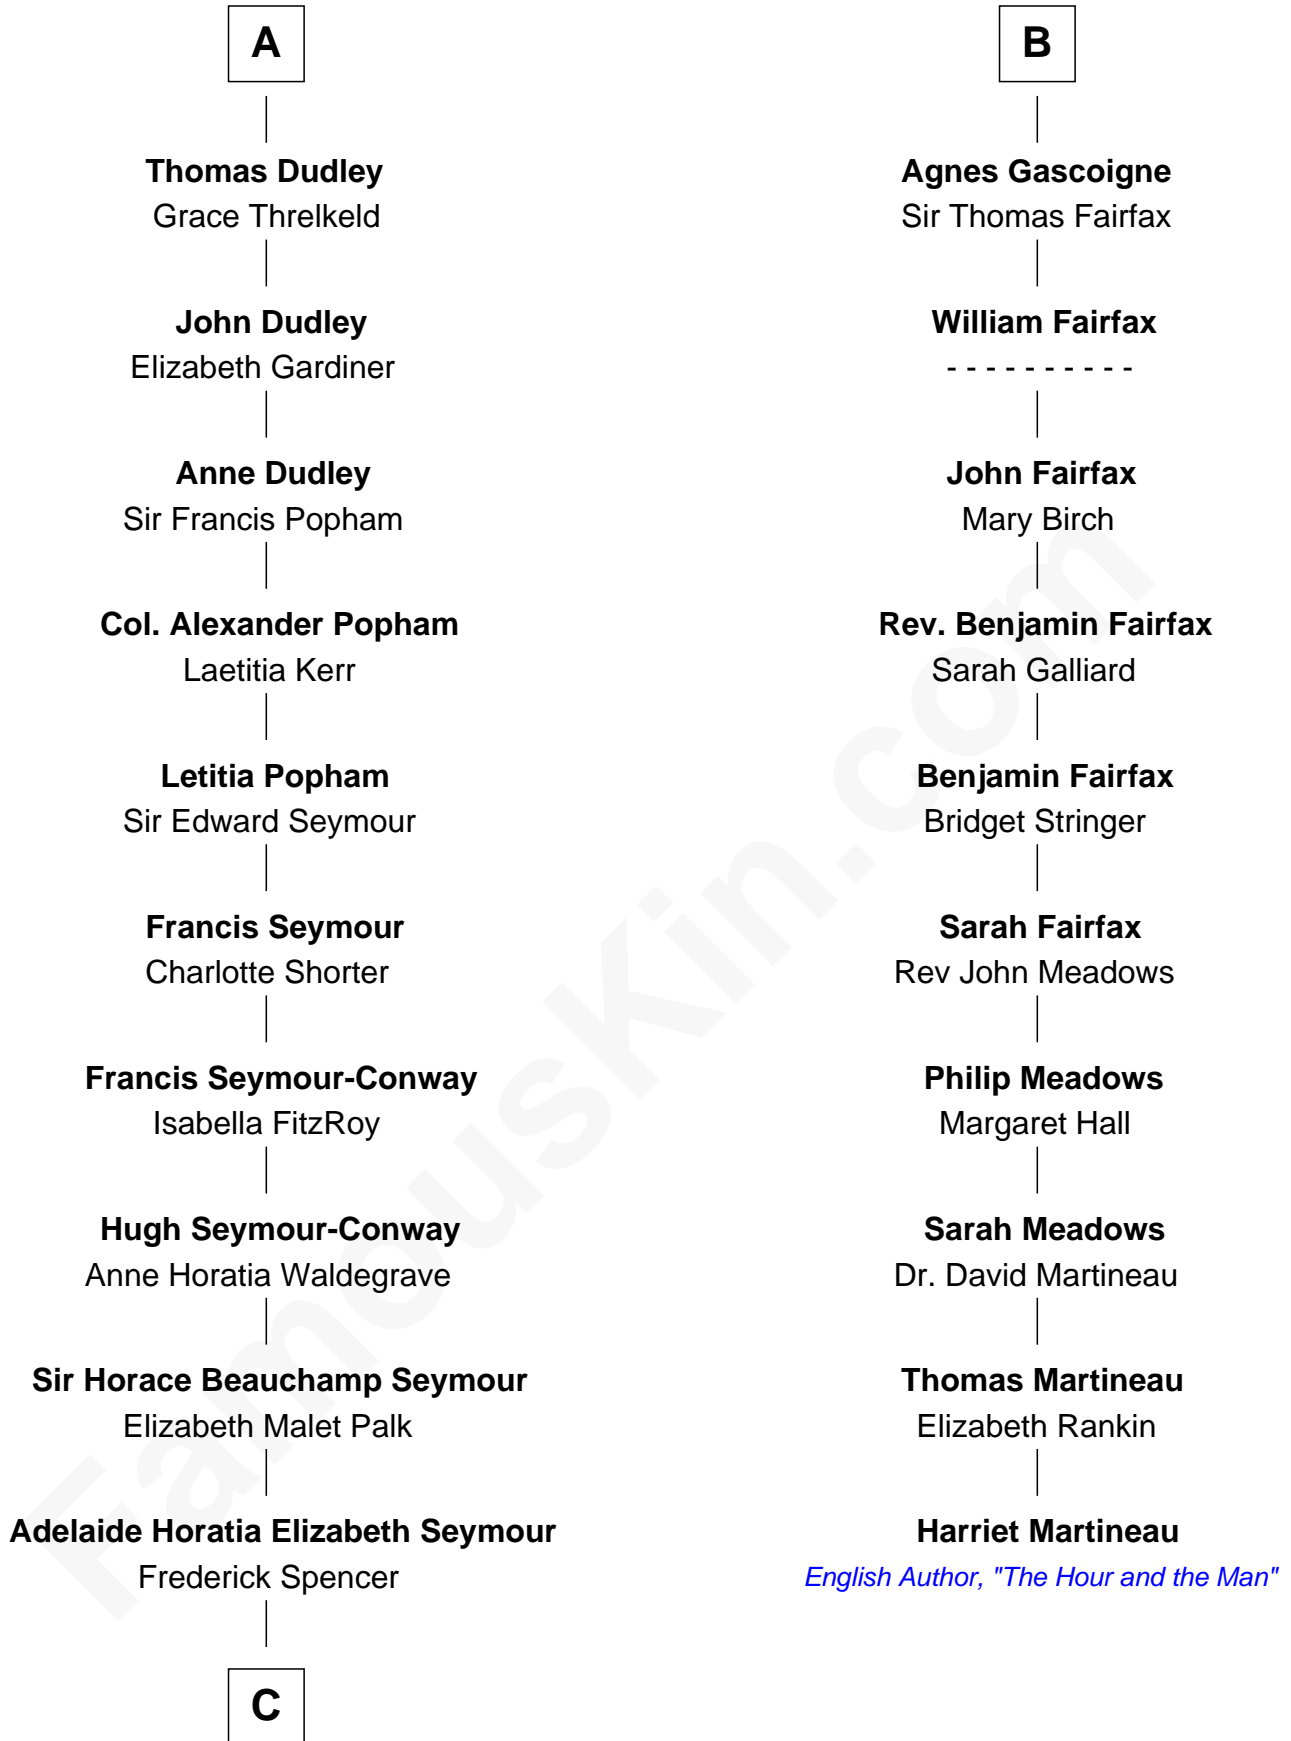 A
Thomas Dudley
Grace Threlkeld
John Dudley
Elizabeth Gardiner
Anne Dudley
Sir Francis Popham
Col. Alexander Popham
Laetitia Kerr
Letitia Popham
Sir Edward Seymour
Francis Seymour
Charlotte Shorter
Francis Seymour-Conway
Isabella FitzRoy
Hugh Seymour-Conway
Anne Horatia Waldegrave
Sir Horace Beauchamp Seymour
Elizabeth Malet Palk
Adelaide Horatia Elizabeth Seymour
Frederick Spencer
C
B
Agnes Gascoigne
Sir Thomas Fairfax
William Fairfax
- - - - - - - - - -
John Fairfax
Mary Birch
Rev. Benjamin Fairfax
Sarah Galliard
Benjamin Fairfax
Bridget Stringer
Sarah Fairfax
Rev John Meadows
Philip Meadows
Margaret Hall
Sarah Meadows
Dr. David Martineau
Thomas Martineau
Elizabeth Rankin
Harriet Martineau
English Author, "The Hour and the Man"
FamousKin.com